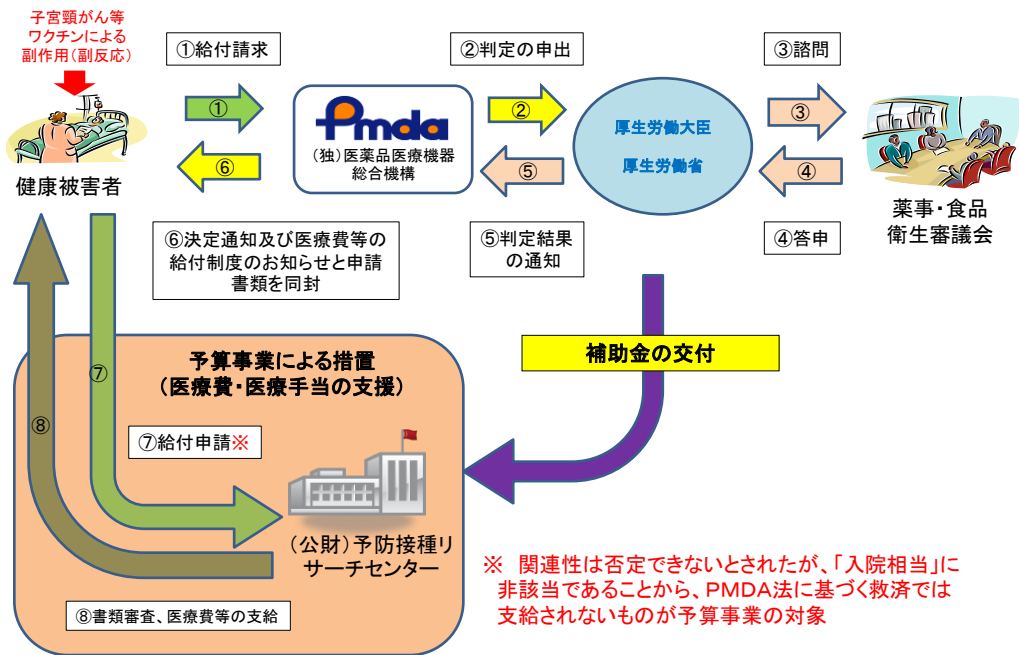 子宮頸がん等
ワクチンによる
副作用(副反応)
①給付請求
②判定の申出
③諮問
①
②
③
pmda
(独)医薬品医療機器
総合機構
厚生労働大臣
厚生労働省
⑥
⑤
④
健康被害者
薬事・食品
衛生審議会
⑥決定通知及び医療費等の
給付制度のお知らせと申請
書類を同封
⑤判定結果
の通知
④答申
予算事業による措置
(医療費・医療手当の支援)
補助金の交付
⑦
⑧
⑦給付申請※
(公財)予防接種リ
サーチセンター
⑧書類審査、医療費等の支給
※ 関連性は否定できないとされたが、「入院相当」に
非該当であることから、PMDA法に基づく救済では
支給されないものが予算事業の対象